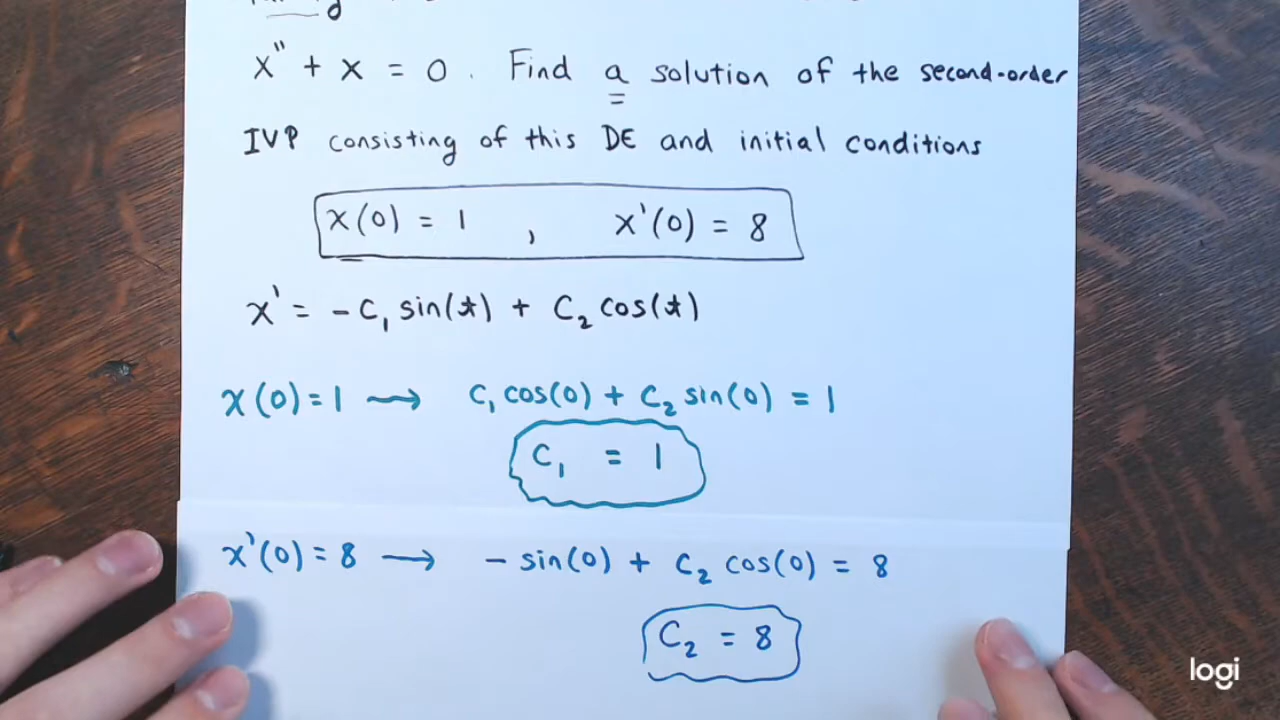 x'' + x = 0. Find a solution of the second-order
IVP consisting of this DE and initial conditions
x(0) = 1 , x'(0) = 8
x' = -C₁ sin(t) + C₂ cos(t)
x(0) = 1 → C₁ cos(0) + C₂ sin(0) = 1
C₁ = 1
x'(0) = 8 → - sin(0) + C₂ cos(0) = 8
C₂ = 8
logi